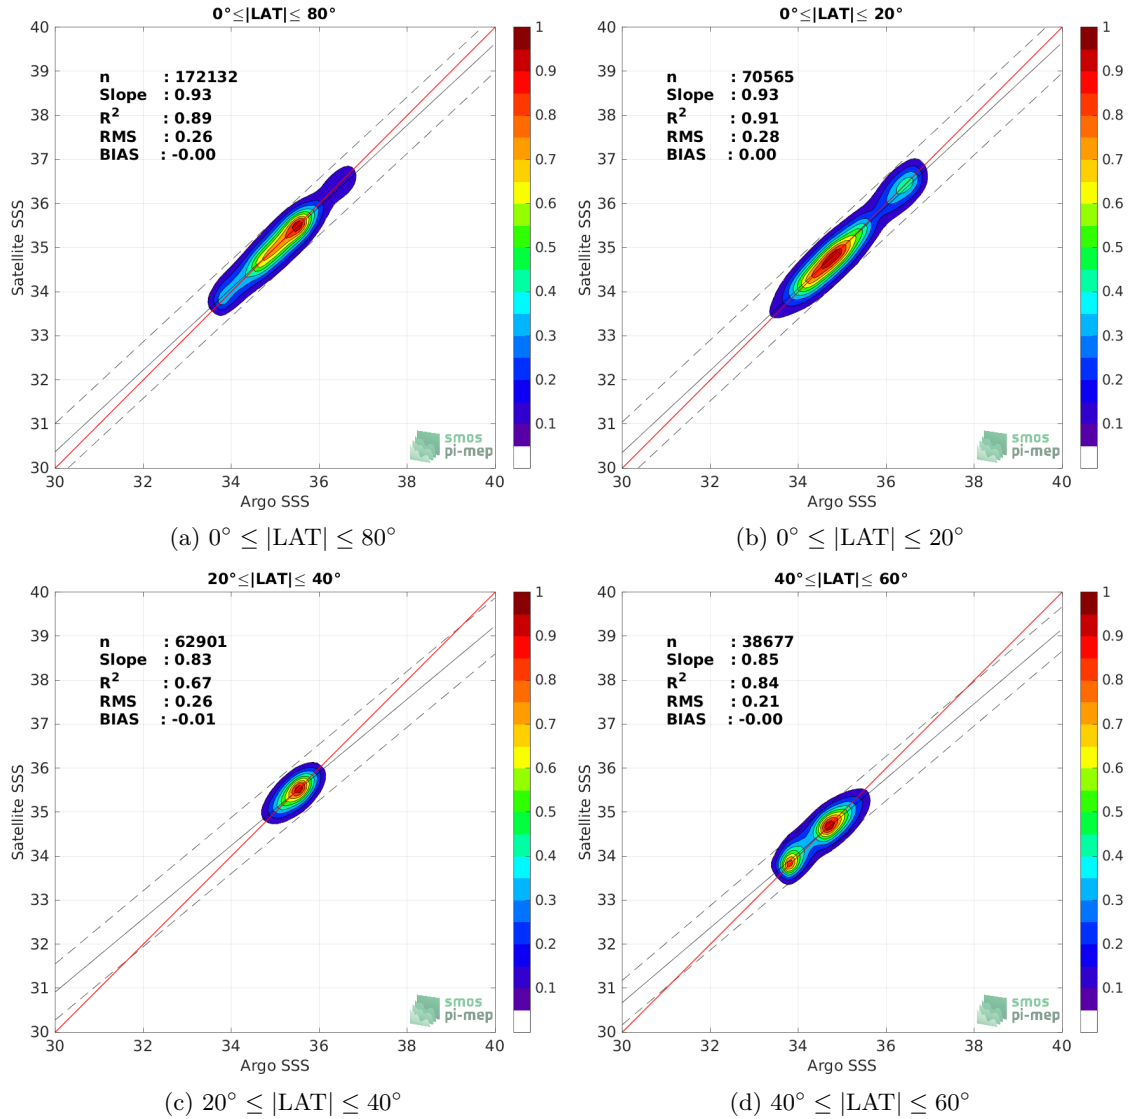 0°≤|LAT|≤ 80°
40
39
38
37
36
35
34
33
32
31
30
Satellite SSS
n : 172132
Slope : 0.93
R² : 0.89
RMS : 0.26
BIAS : -0.00
smos
pi-mep
30 32 34 36 38 40
Argo SSS
1
0.9
0.8
0.7
0.6
0.5
0.4
0.3
0.2
0.1
(a) 0° ≤ |LAT| ≤ 80°
0°≤|LAT|≤ 20°
40
39
38
37
36
35
34
33
32
31
30
Satellite SSS
n : 70565
Slope : 0.93
R² : 0.91
RMS : 0.28
BIAS : 0.00
smos
pi-mep
30 32 34 36 38 40
Argo SSS
1
0.9
0.8
0.7
0.6
0.5
0.4
0.3
0.2
0.1
(b) 0° ≤ |LAT| ≤ 20°
20°≤|LAT|≤ 40°
40
39
38
37
36
35
34
33
32
31
30
Satellite SSS
n : 62901
Slope : 0.83
R² : 0.67
RMS : 0.26
BIAS : -0.01
smos
pi-mep
30 32 34 36 38 40
Argo SSS
1
0.9
0.8
0.7
0.6
0.5
0.4
0.3
0.2
0.1
(c) 20° ≤ |LAT| ≤ 40°
40°≤|LAT|≤ 60°
40
39
38
37
36
35
34
33
32
31
30
Satellite SSS
n : 38677
Slope : 0.85
R² : 0.84
RMS : 0.21
BIAS : -0.00
smos
pi-mep
30 32 34 36 38 40
Argo SSS
1
0.9
0.8
0.7
0.6
0.5
0.4
0.3
0.2
0.1
(d) 40° ≤ |LAT| ≤ 60°